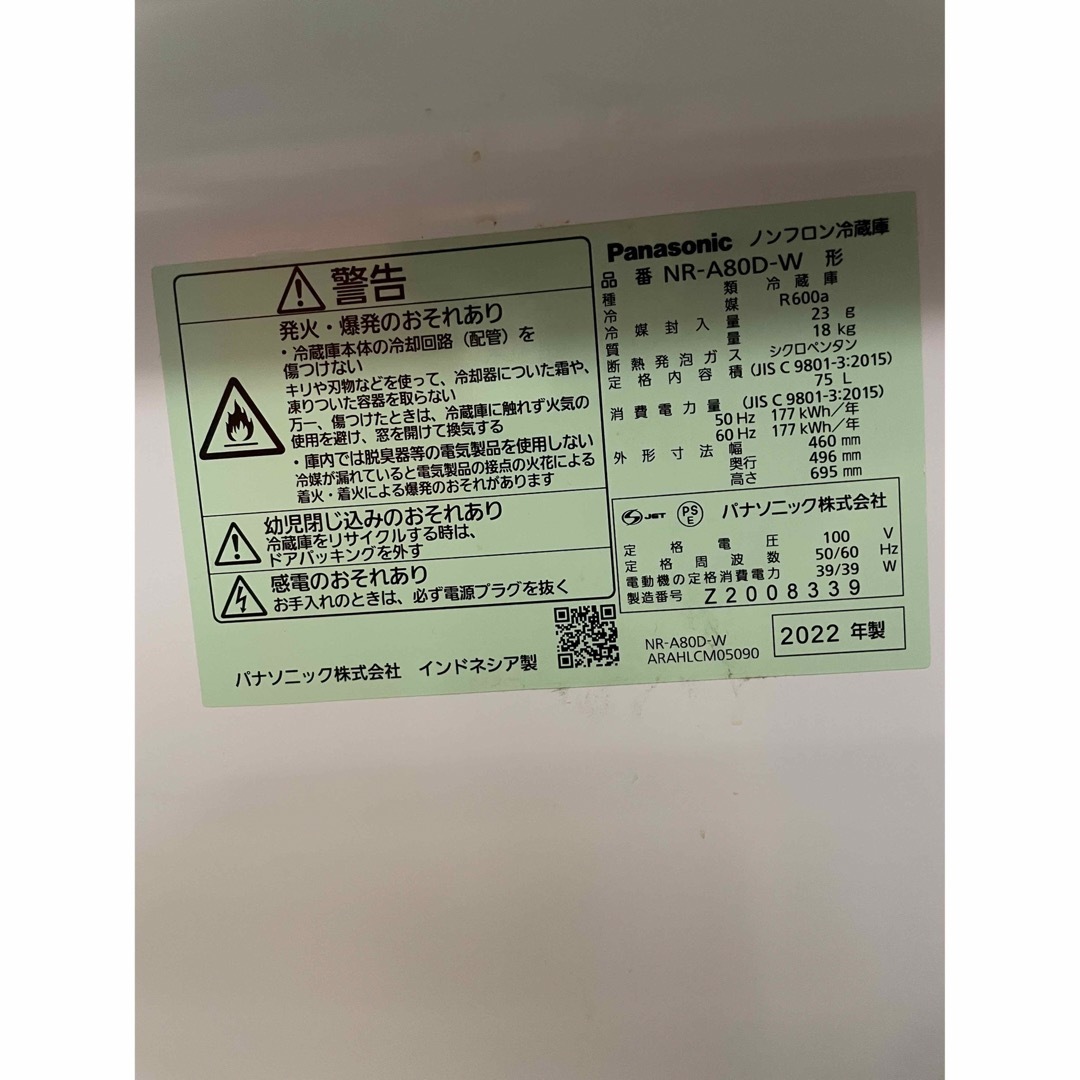 警告
発火・爆発のおそれあり
・冷蔵庫本体の冷却回路（配管）を
傷つけない
キリや刃物などを使って、冷却器についた霜や、
凍りついた容器を取らない
万一、傷つけたときは、冷蔵庫に触れず火気の
使用を避け、窓を開けて換気する
・庫内では脱臭器等の電気製品を使用しない
冷媒が漏れていると電気製品の接点の火花による
着火・着火による爆発のおそれがあります
幼児閉じ込みのおそれあり
冷蔵庫をリサイクルする時は、
ドアパッキングを外す
感電のおそれあり
お手入れのときは、必ず電源プラグを抜く
パナソニック株式会社 インドネシア製
Panasonic ノンフロン冷蔵庫
品番 NR-A80D-W 形
種類 冷蔵庫
冷媒 R600a
冷媒封入量 23 g
質量 18 kg
断熱発泡ガス シクロペンタン
定格内容積 (JIS C 9801-3:2015)
75 L
消費電力量 (JIS C 9801-3:2015)
50 Hz 177 kWh/年
60 Hz 177 kWh/年
外形寸法 幅 460 mm
奥行 496 mm
高さ 695 mm
S JET PS E パナソニック株式会社
定格電圧 100 V
定格周波数 50/60 Hz
電動機の定格消費電力 39/39 W
製造番号 Z2008339
NR-A80D-W
ARAHLCM05090
2022 年製